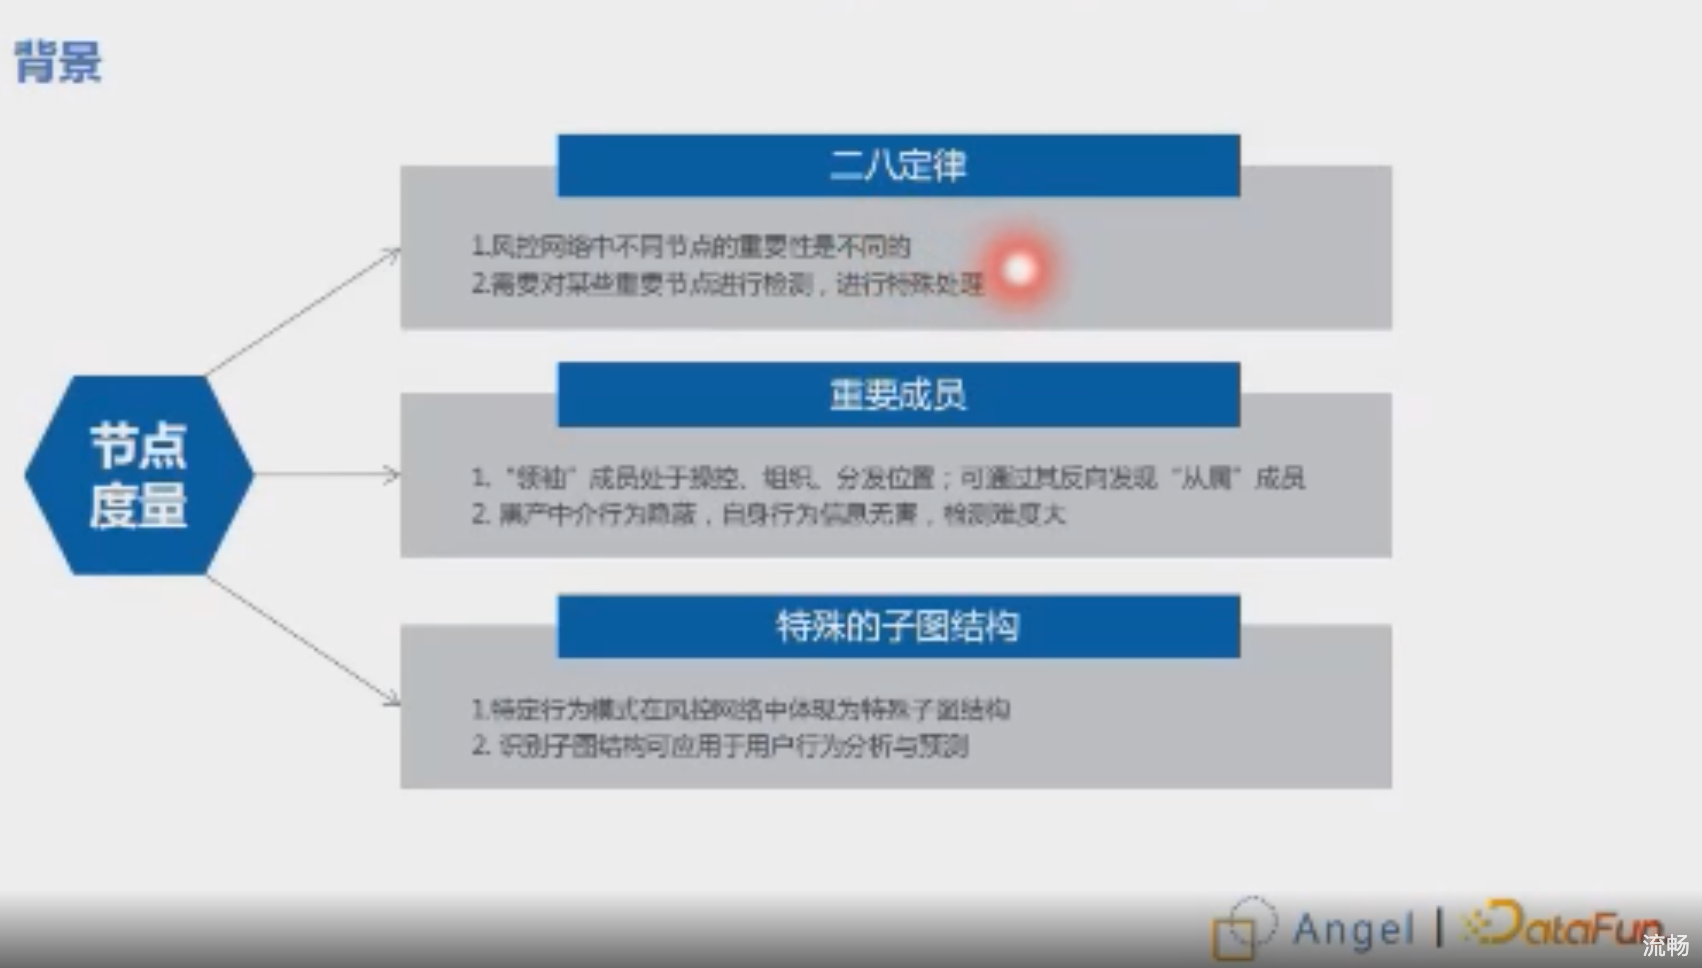 背景
二八定律
1.风控网络中不同节点的重要性是不同的
2.需要对某些重要节点进行检测，进行特殊处理
节点
度量
重要成员
1. “领袖”成员处于操控、组织、分发位置；可通过其反向发现“从属”成员
2. 黑产中介行为隐蔽，自身行为信息无害，检测难度大
特殊的子图结构
1.特定行为模式在风控网络中体现为特殊子图结构
2. 识别子图结构可应用于用户行为分析与预测
Angel | DataFun
流畅